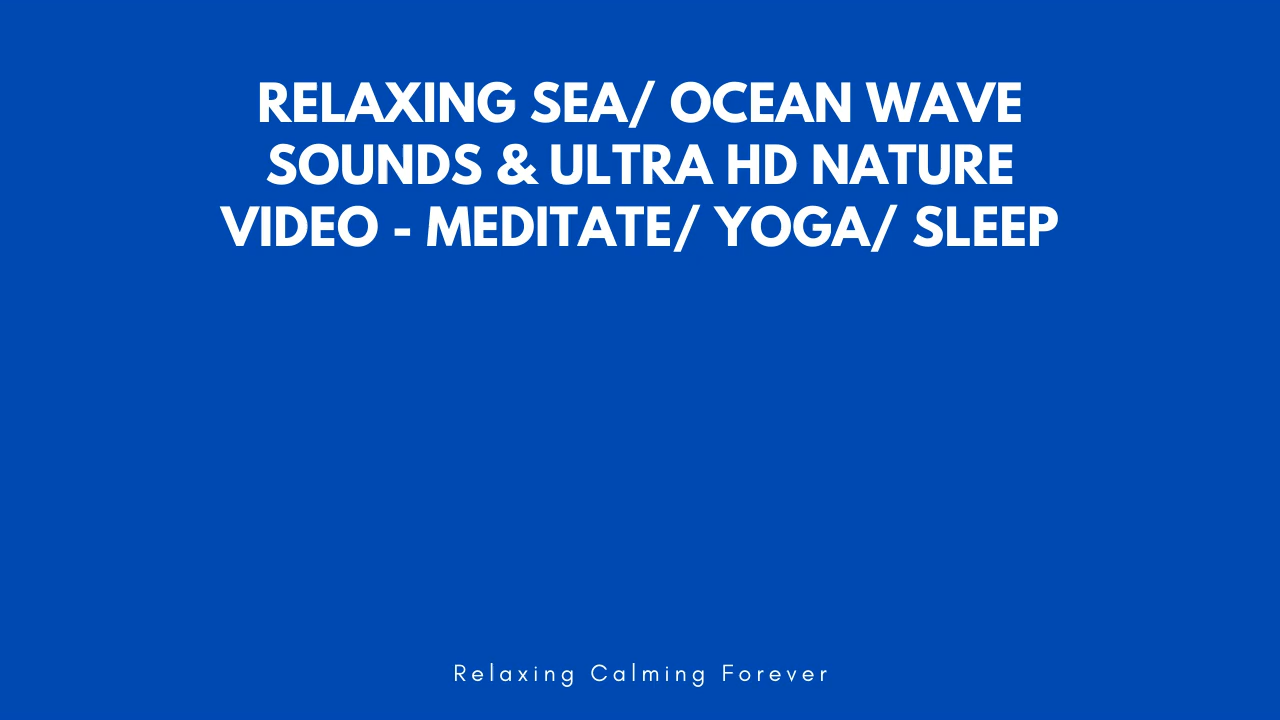 RELAXING SEA/ OCEAN WAVE
SOUNDS & ULTRA HD NATURE
VIDEO - MEDITATE/ YOGA/ SLEEP
Relaxing Calming Forever